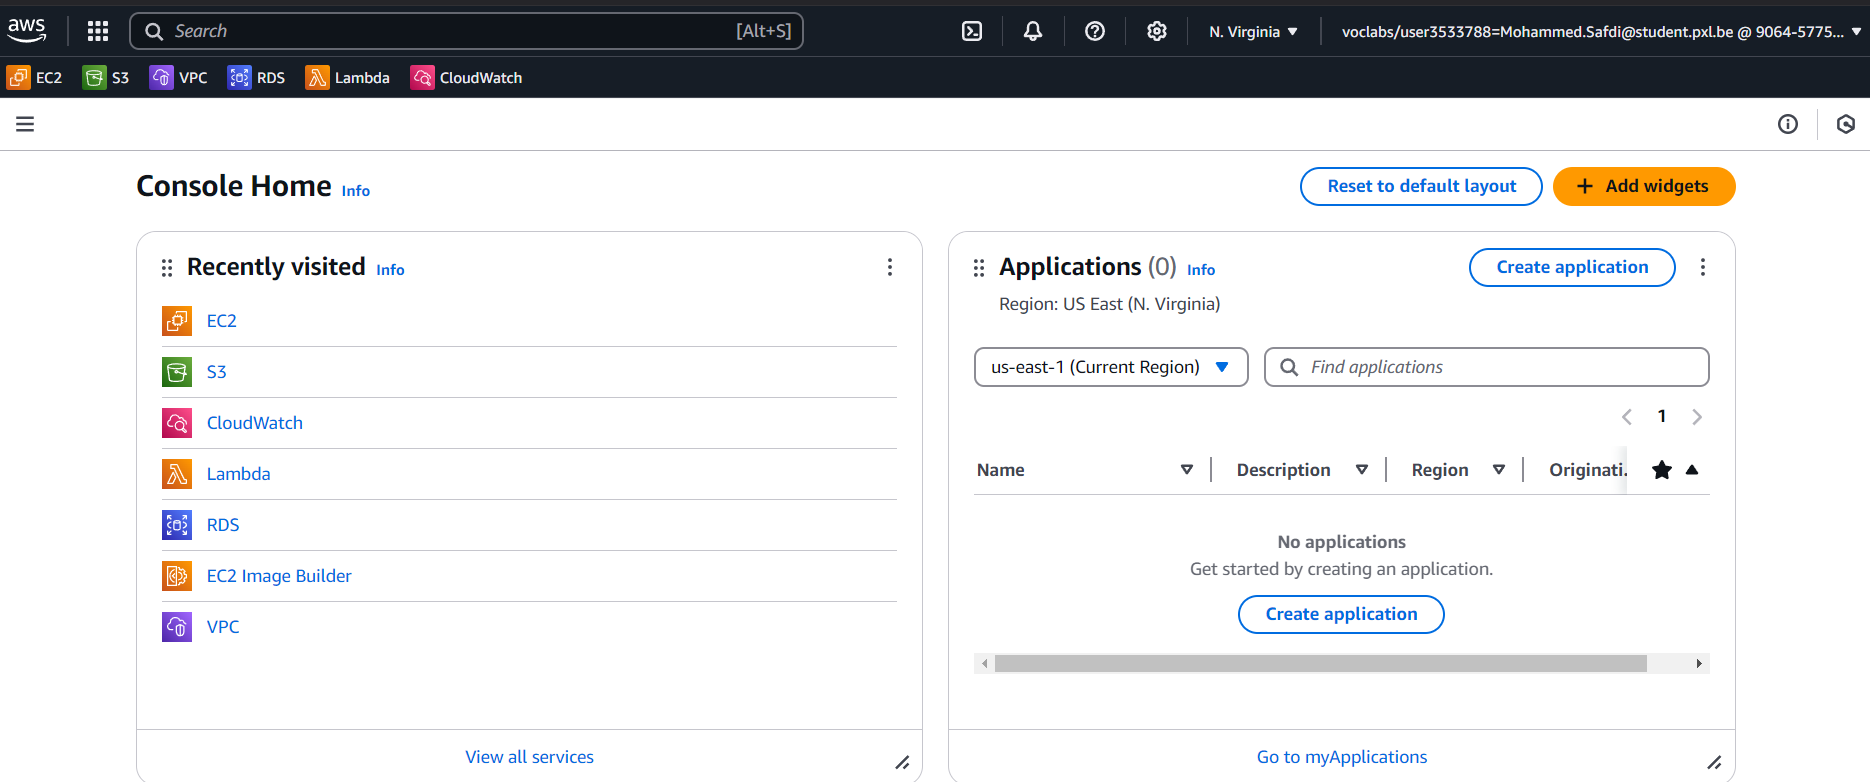 aws
Search [Alt+S] N. Virginia voclabs/user3533788=Mohammed.Safdi@student.pxl.be @ 9064-5775...
EC2 S3 VPC RDS Lambda CloudWatch
Console Home Info
Reset to default layout
Add widgets
Recently visited Info
EC2
S3
CloudWatch
Lambda
RDS
EC2 Image Builder
VPC
View all services
Applications (0) Info
Create application
Region: US East (N. Virginia)
us-east-1 (Current Region)
Find applications
1
Name Description Region Originati.
No applications
Get started by creating an application.
Create application
Go to myApplications